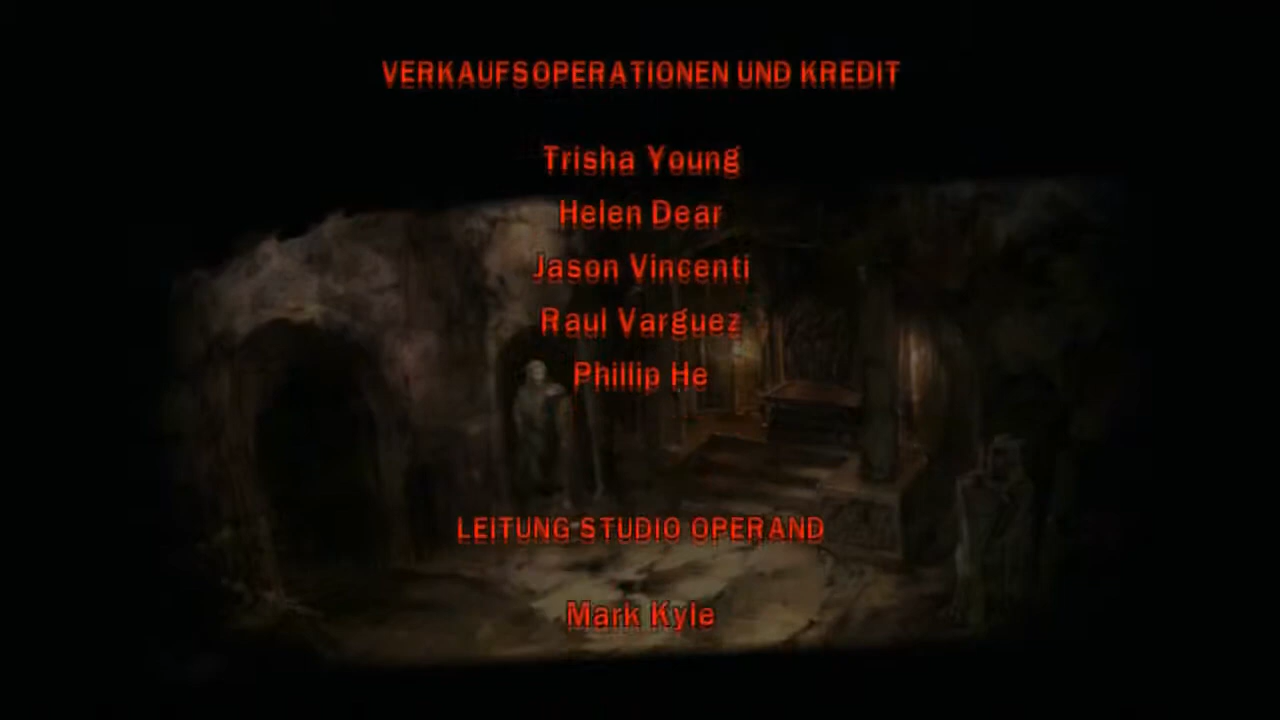 VERKAUFSOPERATIONEN UND KREDIT
Trisha Young
Helen Dear
Jason Vincenti
Raul Varguez
Phillip He
LEITUNG STUDIO OPERAND
Mark Kyle